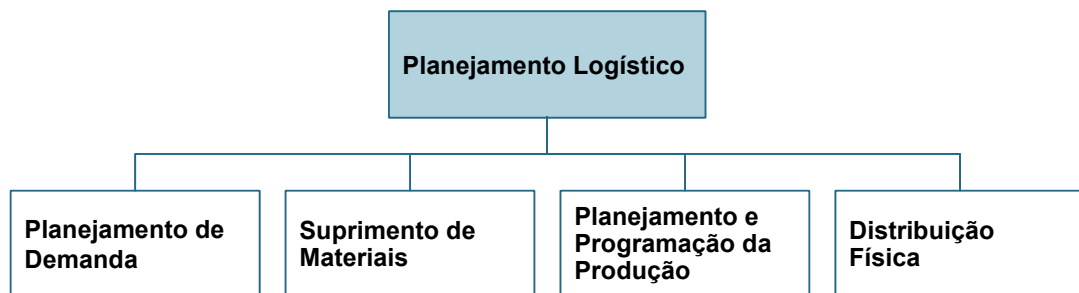 Planejamento Logístico
Planejamento de
Demanda
Suprimento de
Materiais
Planejamento e
Programação da
Produção
Distribuição
Física